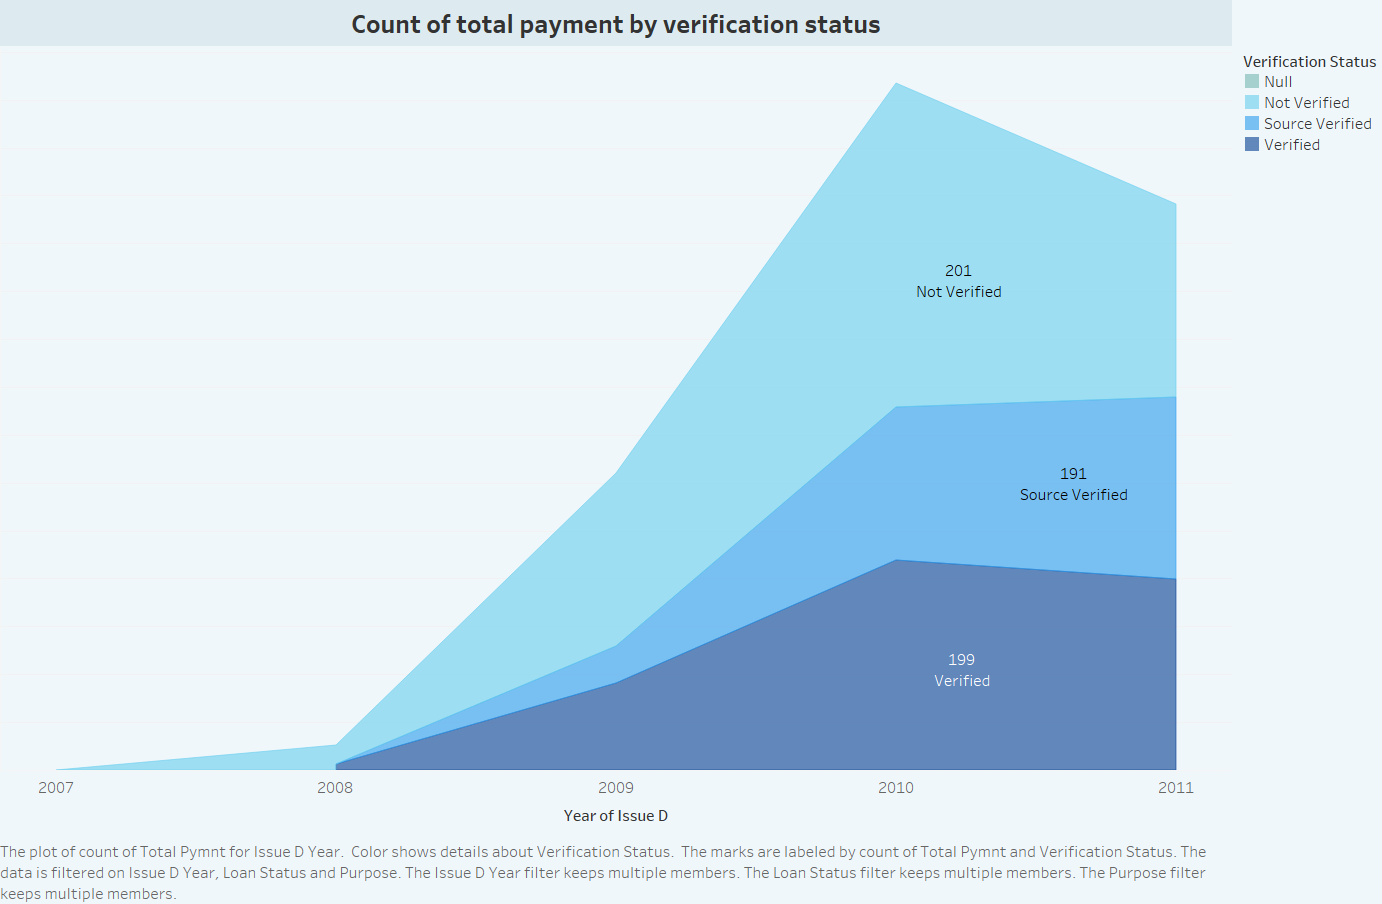 Count of total payment by verification status
Verification Status
Null
Not Verified
Source Verified
Verified
201
Not Verified
191
Source Verified
199
Verified
2007
2008
2009
2010
2011
Year of Issue D
The plot of count of Total Pymnt for Issue D Year.  Color shows details about Verification Status.  The marks are labeled by count of Total Pymnt and Verification Status. The
data is filtered on Issue D Year, Loan Status and Purpose. The Issue D Year filter keeps multiple members. The Loan Status filter keeps multiple members. The Purpose filter
keeps multiple members.